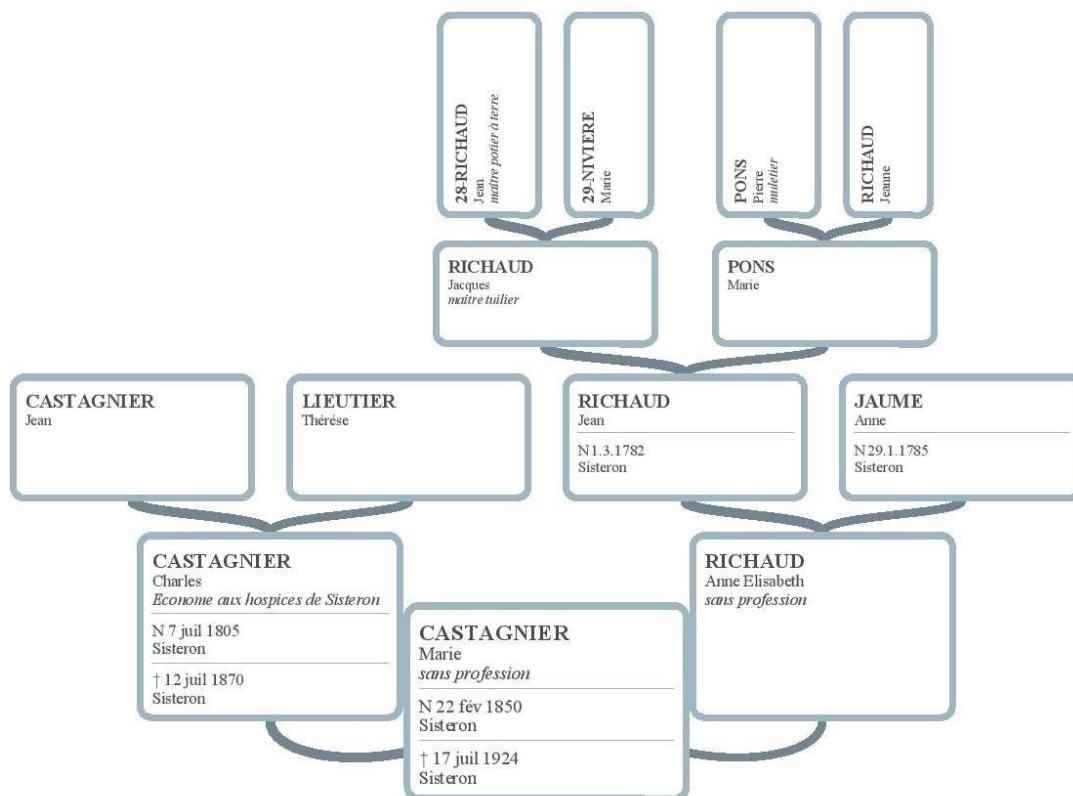 28-RICHAUD
Jean
maître potier à terre
29-NIVIERE
Marie
PONS
Pierre
muletier
RICHAUD
Jeanne
RICHAUD
Jacques
maître tuilier
PONS
Marie
CASTAGNIER
Jean
LIEUTIER
Thérése
RICHAUD
Jean
N 1.3.1782
Sisteron
JAUME
Anne
N 29.1.1785
Sisteron
CASTAGNIER
Charles
Econome aux hospices de Sisteron
N 7 juil 1805
Sisteron
† 12 juil 1870
Sisteron
RICHAUD
Anne Elisabeth
sans profession
CASTAGNIER
Marie
sans profession
N 22 fév 1850
Sisteron
† 17 juil 1924
Sisteron